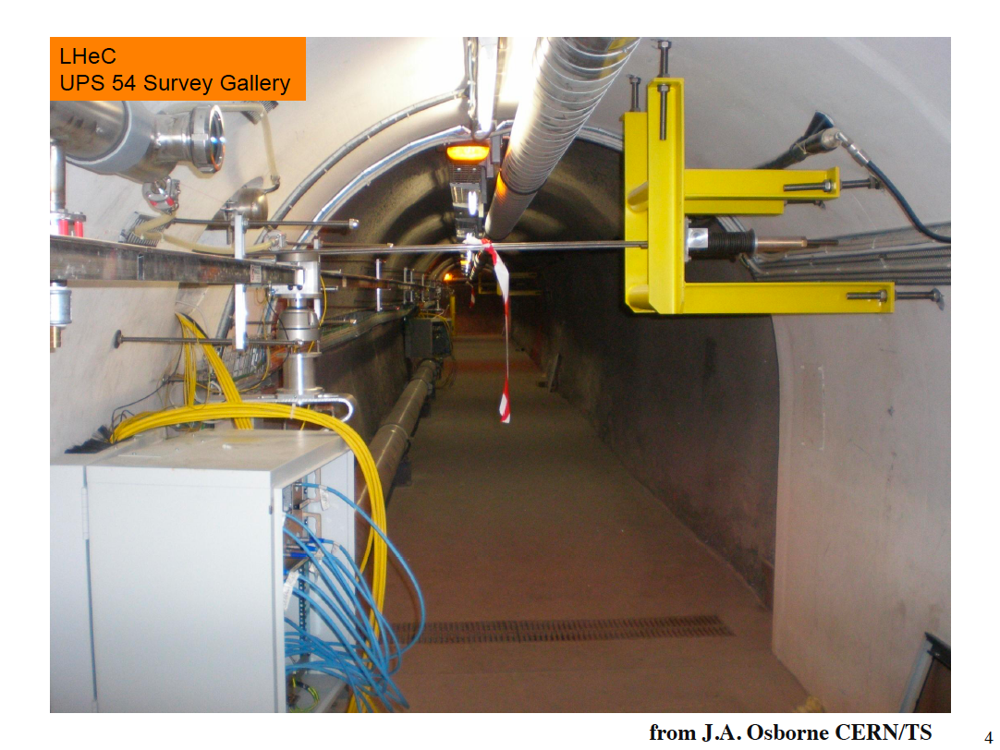 LHeC
UPS 54 Survey Gallery
from J.A. Osborne CERN/TS
4